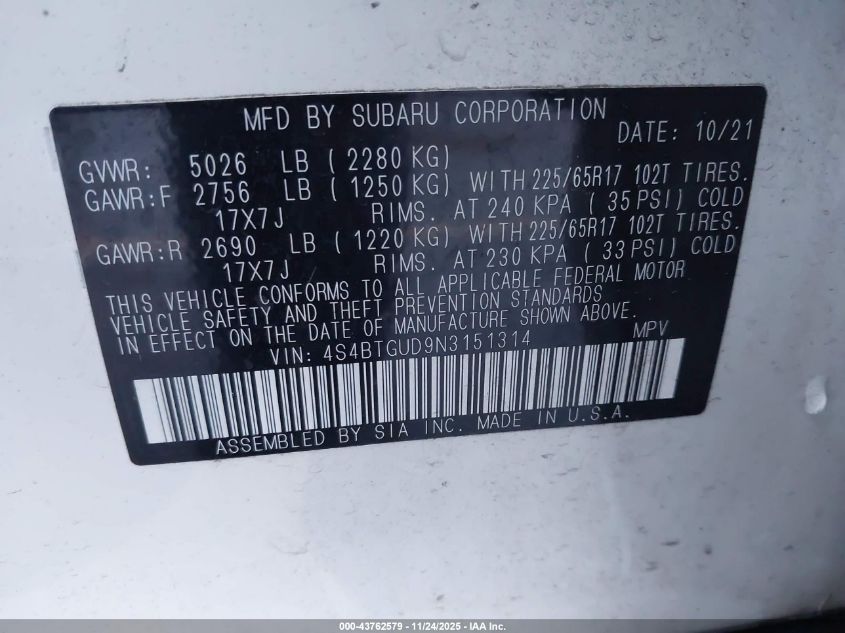 MFD BY SUBARU CORPORATION DATE: 10/21
GVWR: 5026 LB ( 2280 KG)
GAWR:F 2756 LB ( 1250 KG) WITH 225/65R17 102T TIRES.
17X7J RIMS. AT 240 KPA ( 35 PSI) COLD
GAWR:R 2690 LB ( 1220 KG) WITH 225/65R17 102T TIRES.
17X7J RIMS. AT 230 KPA ( 33 PSI) COLD
THIS VEHICLE CONFORMS TO ALL APPLICABLE FEDERAL MOTOR
VEHICLE SAFETY AND THEFT PREVENTION STANDARDS
IN EFFECT ON THE DATE OF MANUFACTURE SHOWN ABOVE.
VIN: 4S4BTGUD9N3151314 MPV
ASSEMBLED BY SIA INC. MADE IN U.S.A.
000-43762579 - 11/24/2025 - IAA Inc.